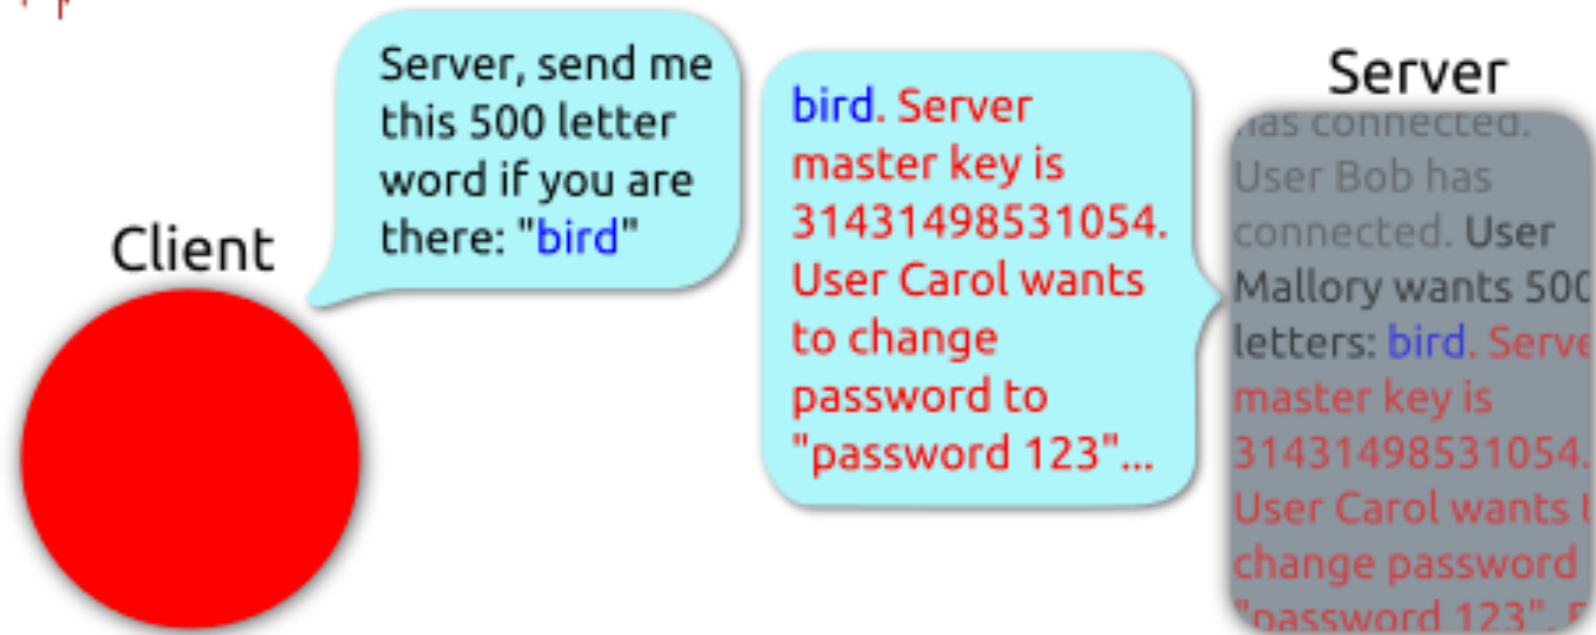 Client
Server, send me
this 500 letter
word if you are
there: "bird"
bird. Server
master key is
31431498531054.
User Carol wants
to change
password to
"password 123"...
Server
has connected.
User Bob has
connected. User
Mallory wants 500
letters: bird. Serve
master key is
31431498531054.
User Carol wants t
change password
"password 123".